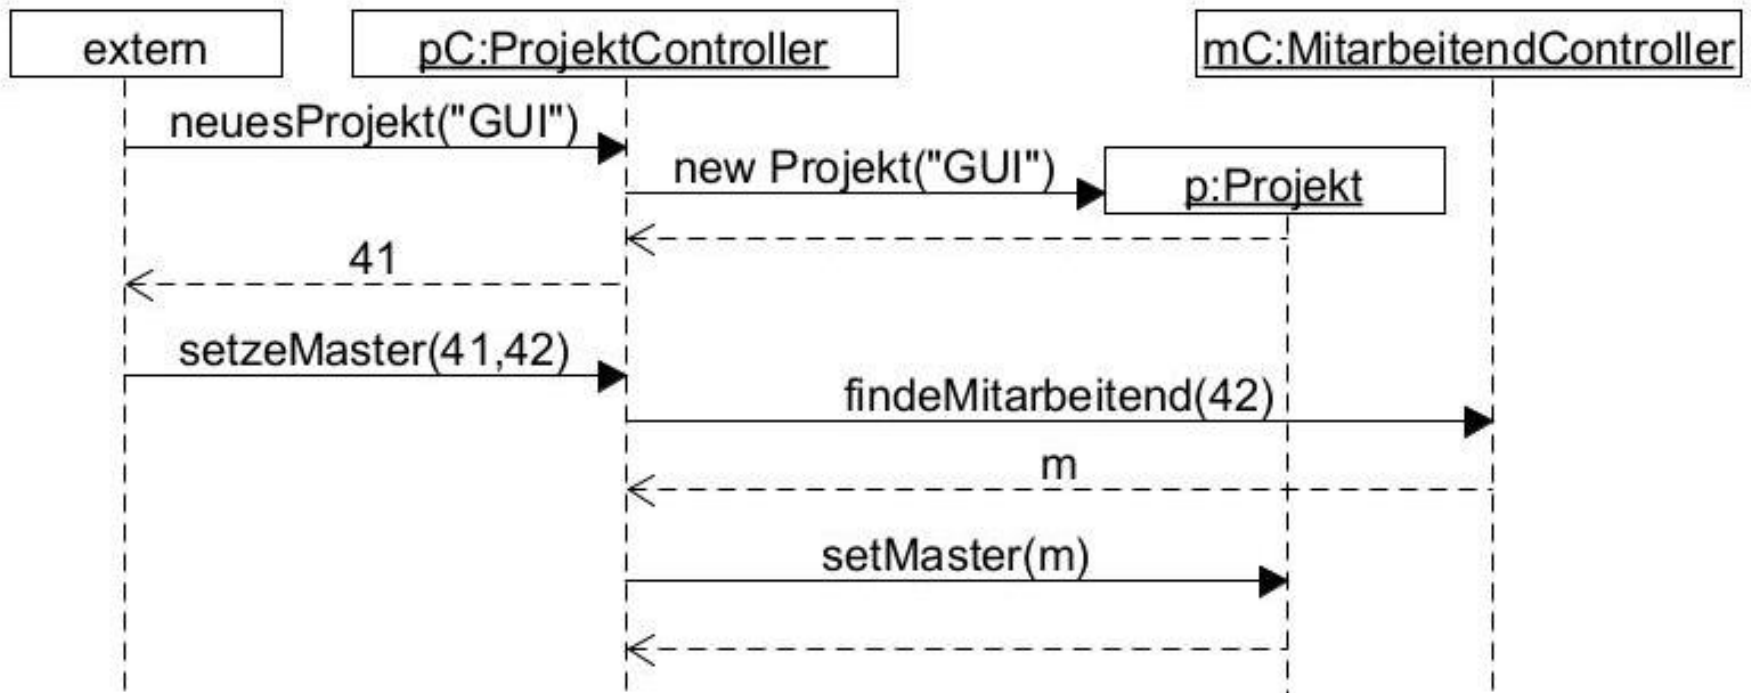 extern
pC:ProjektController
mC:MitarbeitendController
neuesProjekt("GUI")
new Projekt("GUI")
p:Projekt
41
setzeMaster(41,42)
findeMitarbeitend(42)
m
setMaster(m)